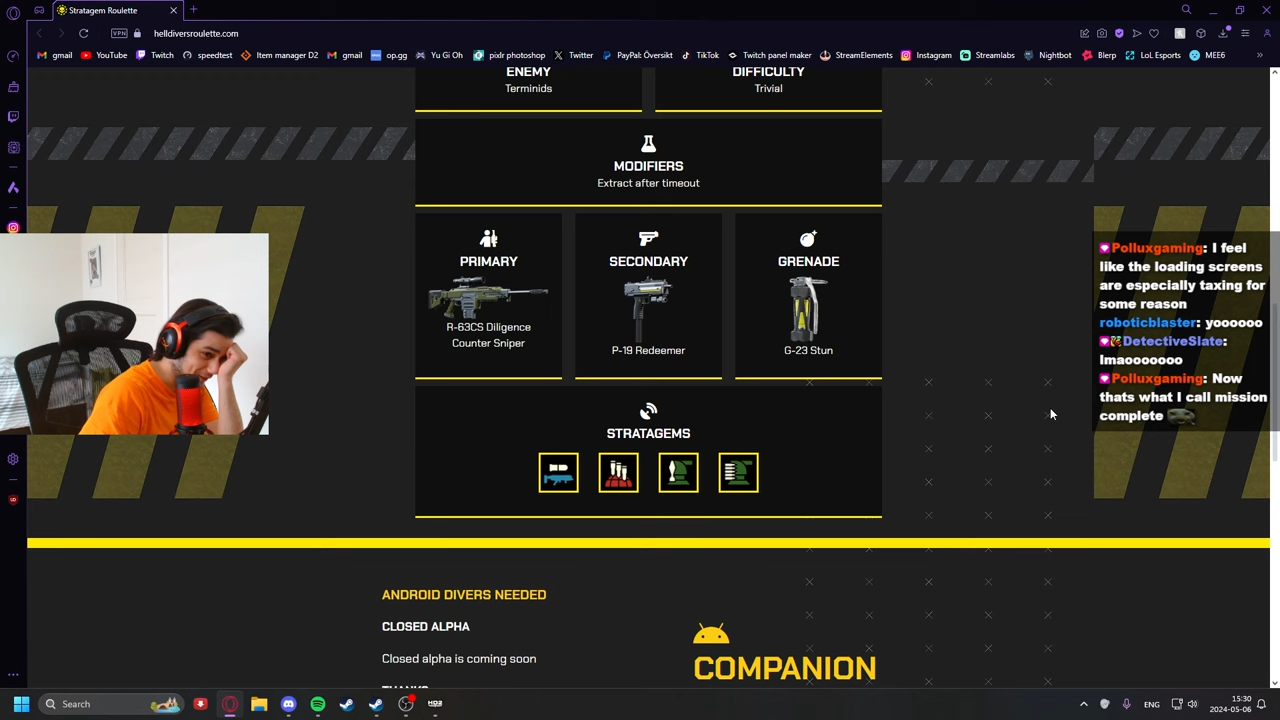 Stratagem Roulette
VPN
helldiversroulette.com
gmail
YouTube
Twitch
speedtest
Item manager D2
gmail
op.gg
Yu Gi Oh
pixlr photoshop
Twitter
PayPal: Översikt
TikTok
Twitch panel maker
StreamElements
Instagram
Streamlabs
Nightbot
Blerp
LoL Esports
MEE6
ENEMY
Terminids
DIFFICULTY
Trivial
MODIFIERS
Extract after timeout
PRIMARY
R-63CS Diligence
Counter Sniper
SECONDARY
P-19 Redeemer
GRENADE
G-23 Stun
STRATAGEMS
ANDROID DIVERS NEEDED
CLOSED ALPHA
Closed alpha is coming soon
COMPANION
Polluxgaming: I feel
like the loading screens
are especially taxing for
some reason
roboticblaster: yoooooo
DetectiveSlate:
lmaooooooo
Polluxgaming: Now
thats what I call mission
complete
Search
ENG
15:30
2024-05-06